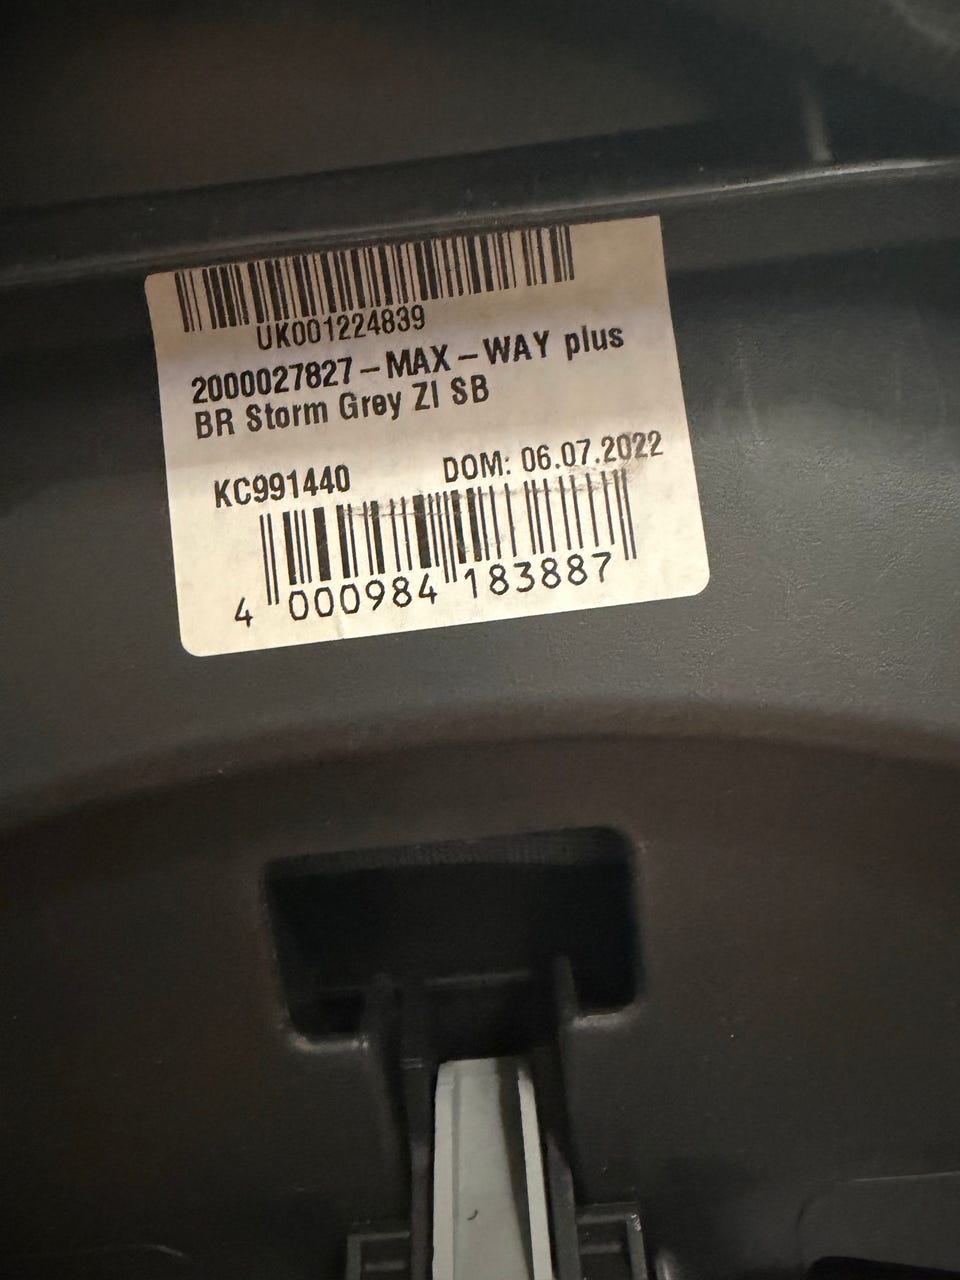 UK001224839
2000027827-MAX-WAY plus
BR Storm Grey ZI SB
KC991440 DOM: 06.07.2022
4 000984 183887